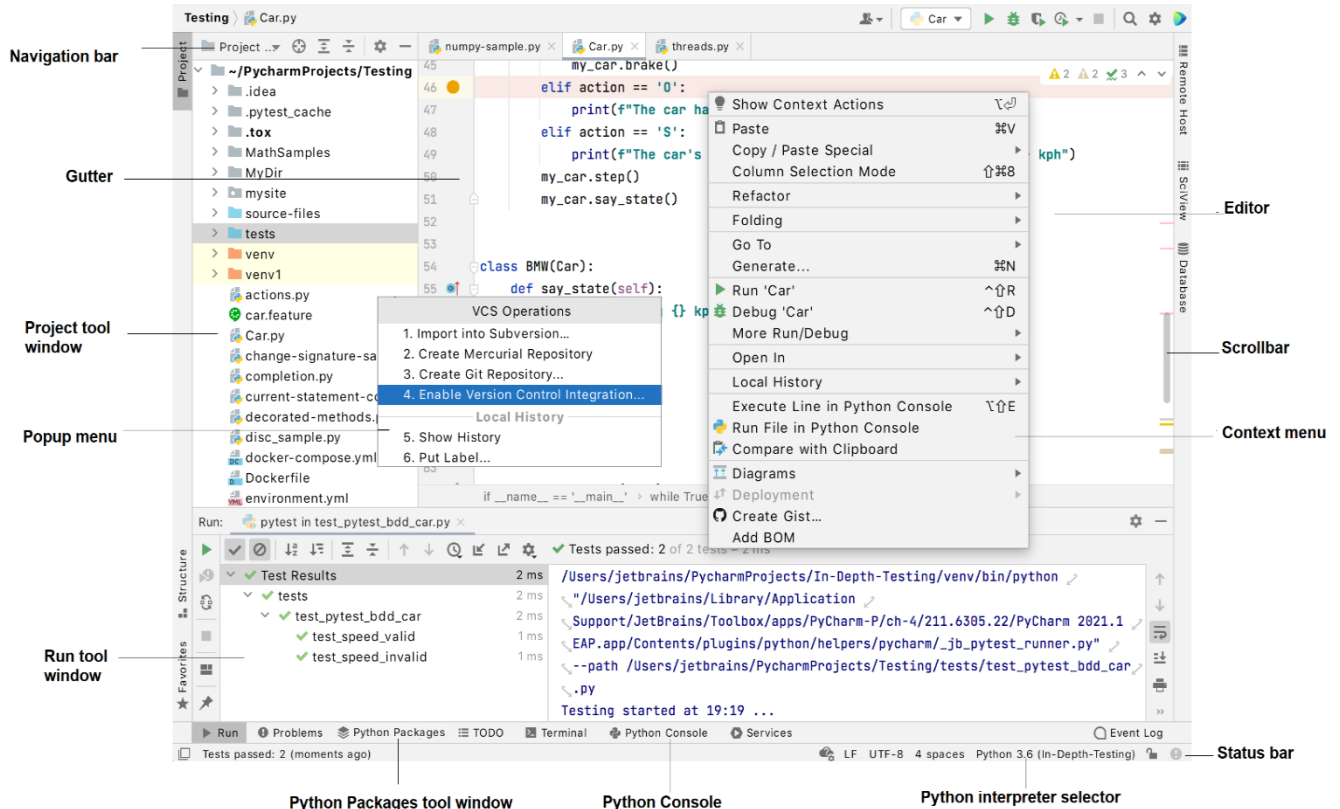 Testing 〉 Car.py
Car
Navigation bar
Project ..▾
numpy-sample.py ×
Car.py ×
threads.py ×
Project
~/PycharmProjects/Testing
.idea
.pytest_cache
.tox
MathSamples
MyDir
mysite
source-files
tests
venv
venv1
actions.py
car.feature
Car.py
change-signature-sa
completion.py
current-statement-co
decorated-methods.p
disc_sample.py
docker-compose.yml
Dockerfile
environment.yml
Gutter
Project tool
window
Popup menu
45 my_car.brake()
46 elif action == 'O':
47 print(f"The car ha
48 elif action == 'S':
49 print(f"The car's
kph")
50 my_car.step()
51 my_car.say_state()
52
53
54 class BMW(Car):
55 def say_state(self):
{} kp
63
2 2 3
if __name__ == '__main__' › while True
VCS Operations
1. Import into Subversion...
2. Create Mercurial Repository
3. Create Git Repository...
4. Enable Version Control Integration...
Local History
5. Show History
6. Put Label...
Show Context Actions ⌥⏎
Paste ⌘V
Copy / Paste Special
Column Selection Mode ⇧⌘8
Refactor
Folding
Go To
Generate... ⌘N
Run 'Car' ^⇧R
Debug 'Car' ^⇧D
More Run/Debug
Open In
Local History
Execute Line in Python Console ⌥⇧E
Run File in Python Console
Compare with Clipboard
Diagrams
Deployment
Create Gist...
Add BOM
Remote Host
SciView
Database
Editor
Scrollbar
Context menu
Run: pytest in test_pytest_bdd_car.py ×
Tests passed: 2 of 2 tests – 2 ms
Structure
Favorites
Test Results 2 ms
tests 2 ms
test_pytest_bdd_car 2 ms
test_speed_valid 1 ms
test_speed_invalid 1 ms
/Users/jetbrains/PycharmProjects/In-Depth-Testing/venv/bin/python
"/Users/jetbrains/Library/Application
Support/JetBrains/Toolbox/apps/PyCharm-P/ch-4/211.6305.22/PyCharm 2021.1
EAP.app/Contents/plugins/python/helpers/pycharm/_jb_pytest_runner.py"
--path /Users/jetbrains/PycharmProjects/Testing/tests/test_pytest_bdd_car
.py
Testing started at 19:19 ...
Run tool
window
Run
Problems
Python Packages
TODO
Terminal
Python Console
Services
Event Log
Tests passed: 2 (moments ago)
LF UTF-8 4 spaces Python 3.6 (In-Depth-Testing)
Status bar
Python Packages tool window
Python Console
Python interpreter selector